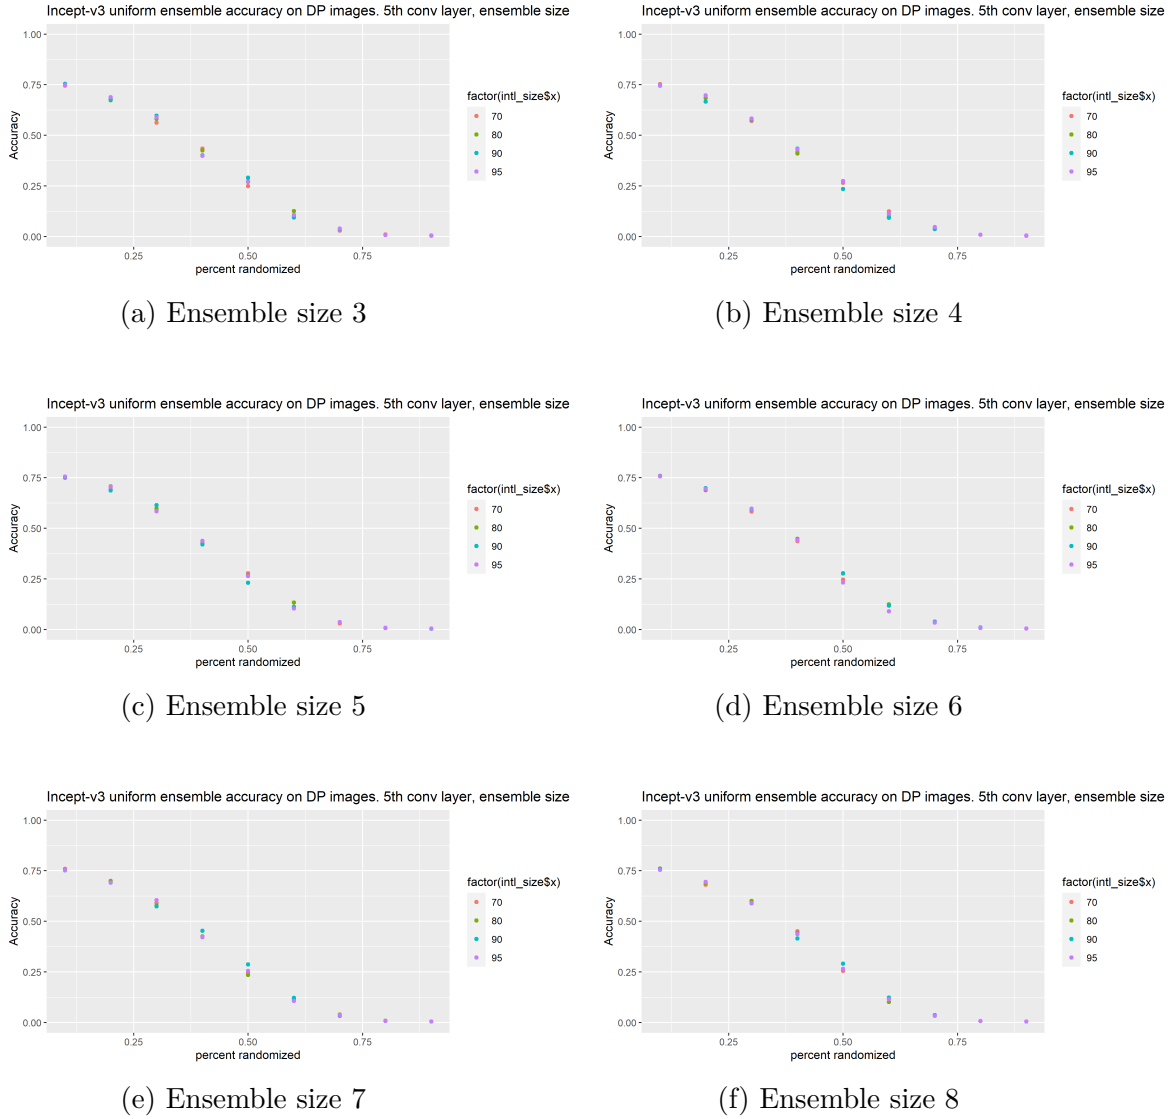 Incept-v3 uniform ensemble accuracy on DP images. 5th conv layer, ensemble size
1.00
0.75
0.50
0.25
0.00
Accuracy
0.25 0.50 0.75
percent randomized
factor(intl_size$x)
70
80
90
95
(a) Ensemble size 3
Incept-v3 uniform ensemble accuracy on DP images. 5th conv layer, ensemble size
1.00
0.75
0.50
0.25
0.00
Accuracy
0.25 0.50 0.75
percent randomized
factor(intl_size$x)
70
80
90
95
(b) Ensemble size 4
Incept-v3 uniform ensemble accuracy on DP images. 5th conv layer, ensemble size
1.00
0.75
0.50
0.25
0.00
Accuracy
0.25 0.50 0.75
percent randomized
factor(intl_size$x)
70
80
90
95
(c) Ensemble size 5
Incept-v3 uniform ensemble accuracy on DP images. 5th conv layer, ensemble size
1.00
0.75
0.50
0.25
0.00
Accuracy
0.25 0.50 0.75
percent randomized
factor(intl_size$x)
70
80
90
95
(d) Ensemble size 6
Incept-v3 uniform ensemble accuracy on DP images. 5th conv layer, ensemble size
1.00
0.75
0.50
0.25
0.00
Accuracy
0.25 0.50 0.75
percent randomized
factor(intl_size$x)
70
80
90
95
(e) Ensemble size 7
Incept-v3 uniform ensemble accuracy on DP images. 5th conv layer, ensemble size
1.00
0.75
0.50
0.25
0.00
Accuracy
0.25 0.50 0.75
percent randomized
factor(intl_size$x)
70
80
90
95
(f) Ensemble size 8